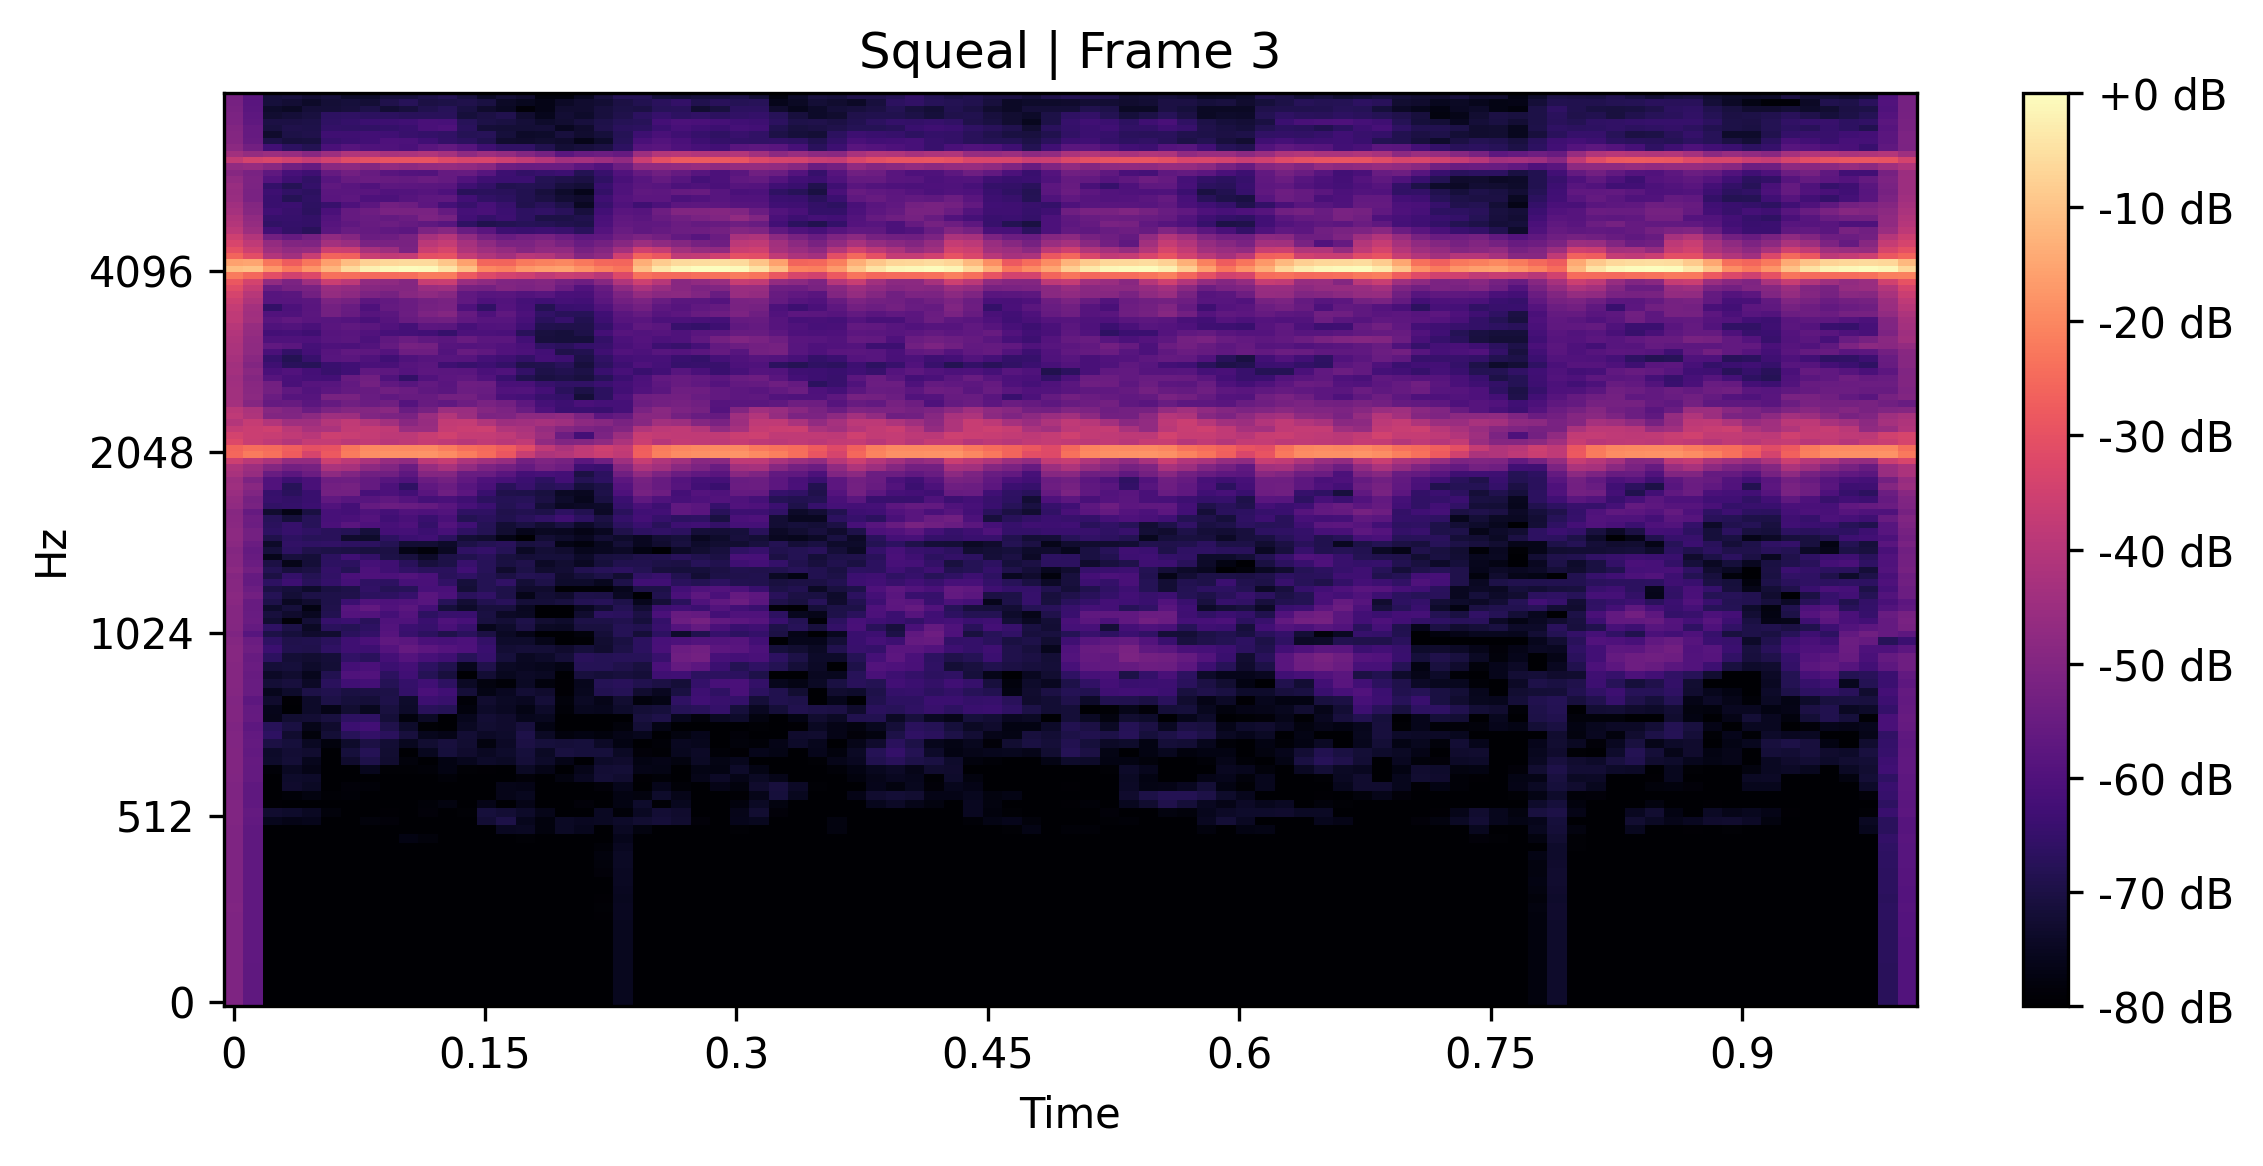 Squeal | Frame 3
+0 dB
-10 dB
-20 dB
-30 dB
-40 dB
-50 dB
-60 dB
-70 dB
-80 dB
Hz
4096
2048
1024
512
0
0 0.15 0.3 0.45 0.6 0.75 0.9
Time